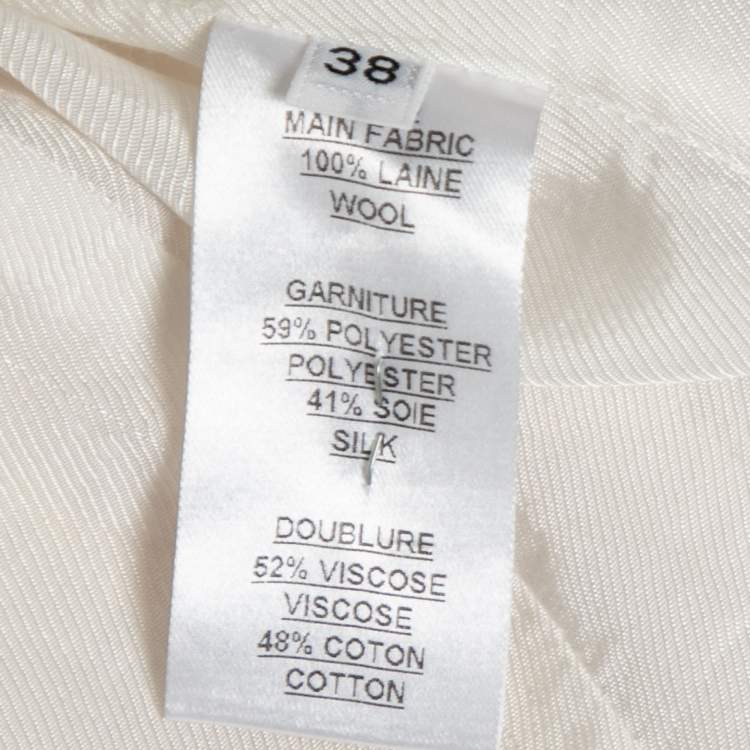 38
MAIN FABRIC
100% LAINE
WOOL
GARNITURE
59% POLYESTER
POLYESTER
41% SOIE
SILK
DOUBLURE
52% VISCOSE
VISCOSE
48% COTON
COTTON